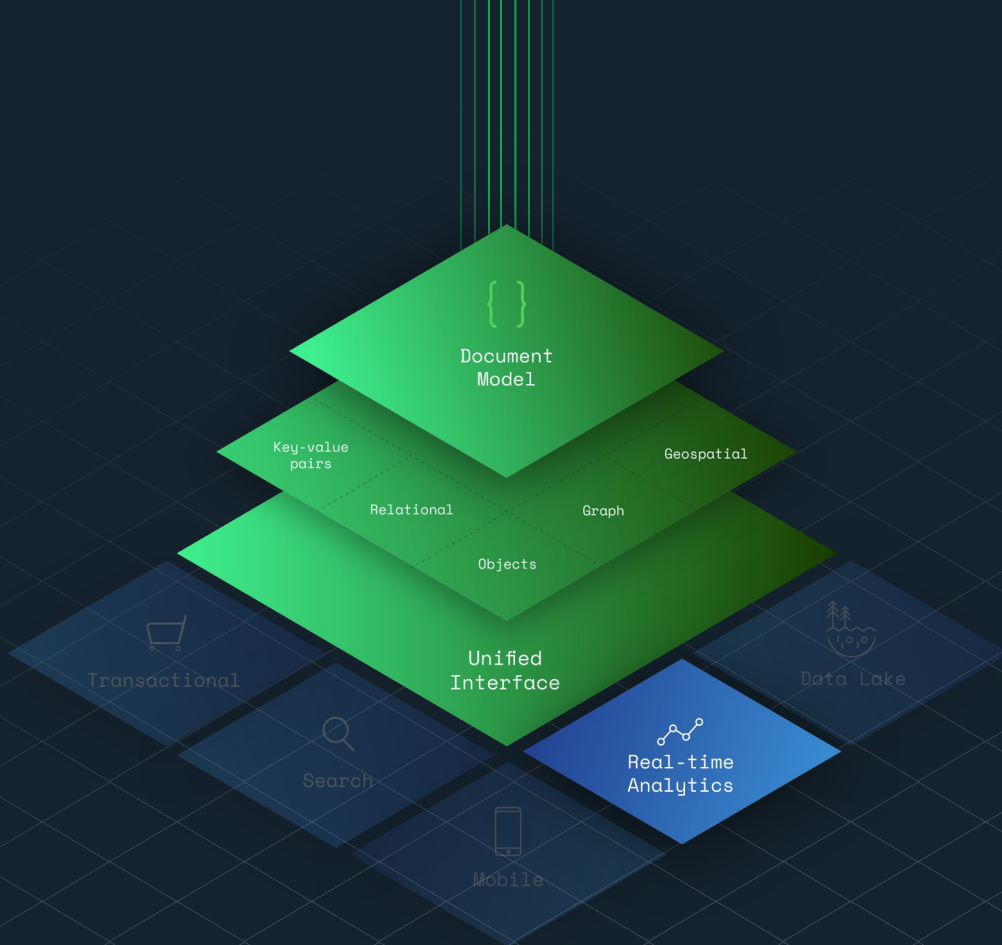 { }
Document
Model
Key-value
pairs
Geospatial
Relational
Graph
Objects
Unified
Interface
Transactional
Data Lake
Search
Real-time
Analytics
Mobile